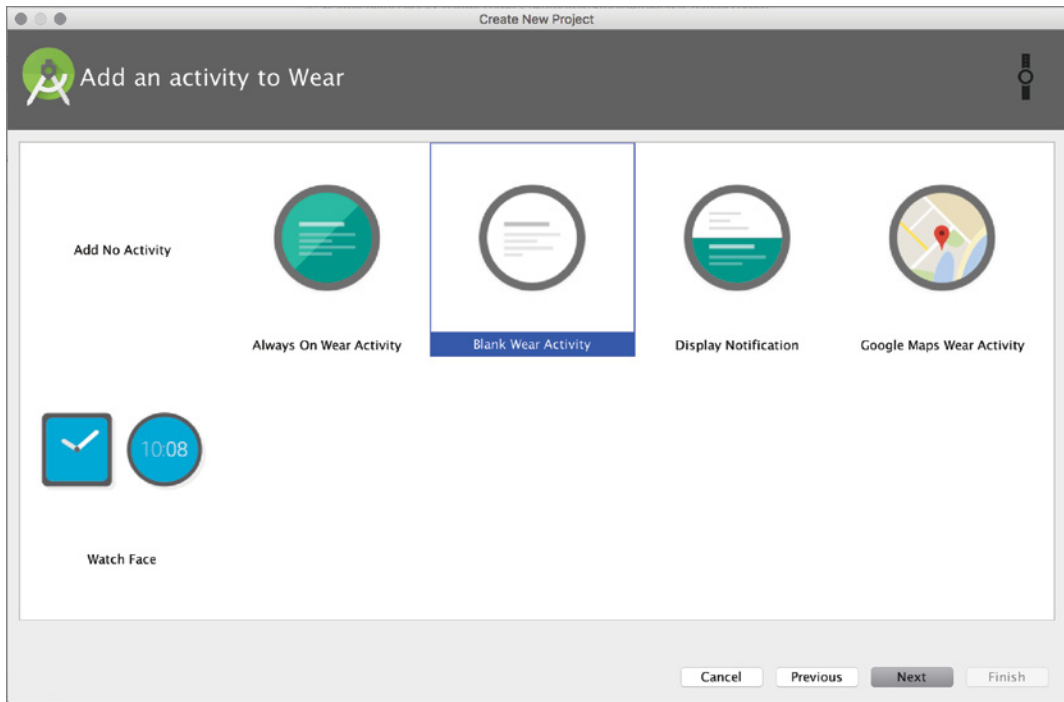 Create New Project
Add an activity to Wear
Add No Activity
Always On Wear Activity
Blank Wear Activity
Display Notification
Google Maps Wear Activity
10:08
Watch Face
Cancel
Previous
Next
Finish